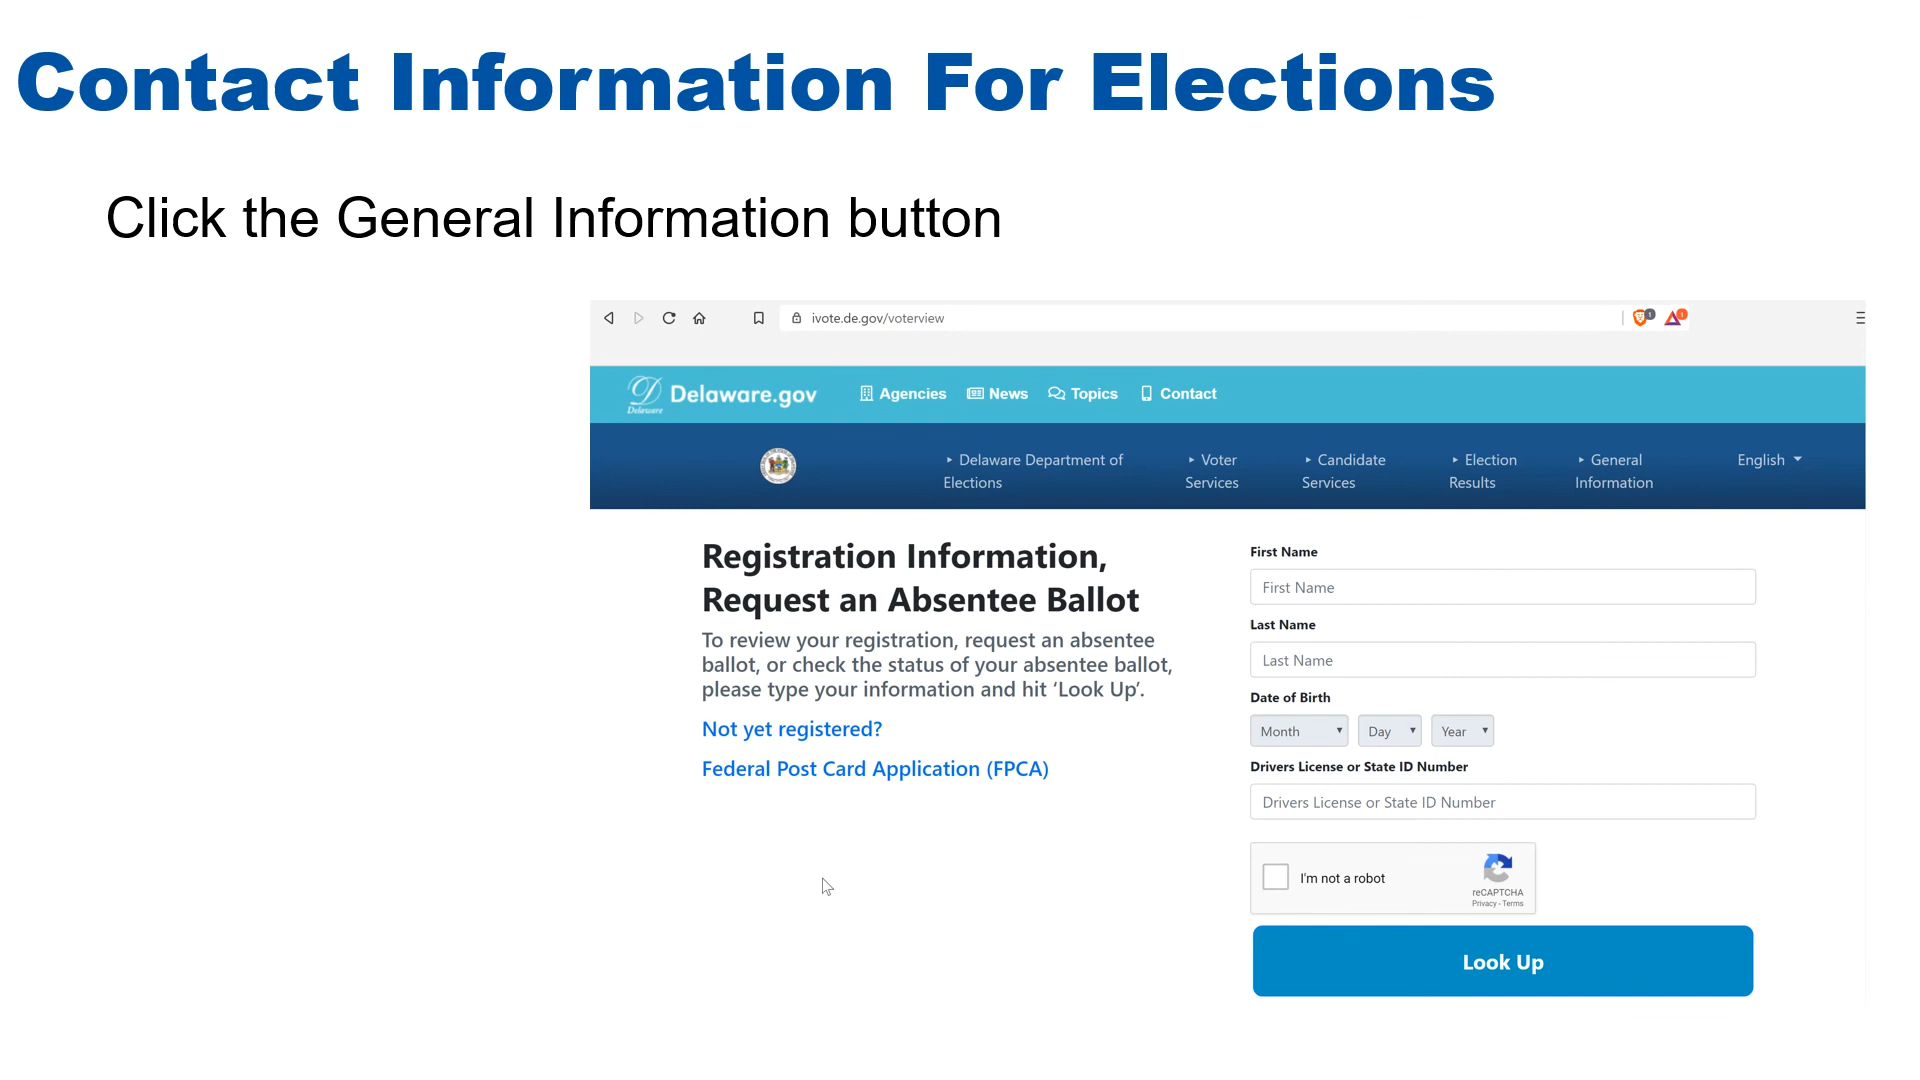 Contact Information For Elections
Click the General Information button
ivote.de.gov/voterview
1
1
Delaware
Delaware.gov
Agencies
News
Topics
Contact
‣ Delaware Department of
Elections
‣ Voter
Services
‣ Candidate
Services
‣ Election
Results
‣ General
Information
English
Registration Information,
Request an Absentee Ballot
To review your registration, request an absentee
ballot, or check the status of your absentee ballot,
please type your information and hit ‘Look Up’.
Not yet registered?
Federal Post Card Application (FPCA)
First Name
First Name
Last Name
Last Name
Date of Birth
Month
Day
Year
Drivers License or State ID Number
Drivers License or State ID Number
I'm not a robot
reCAPTCHA
Privacy - Terms
Look Up